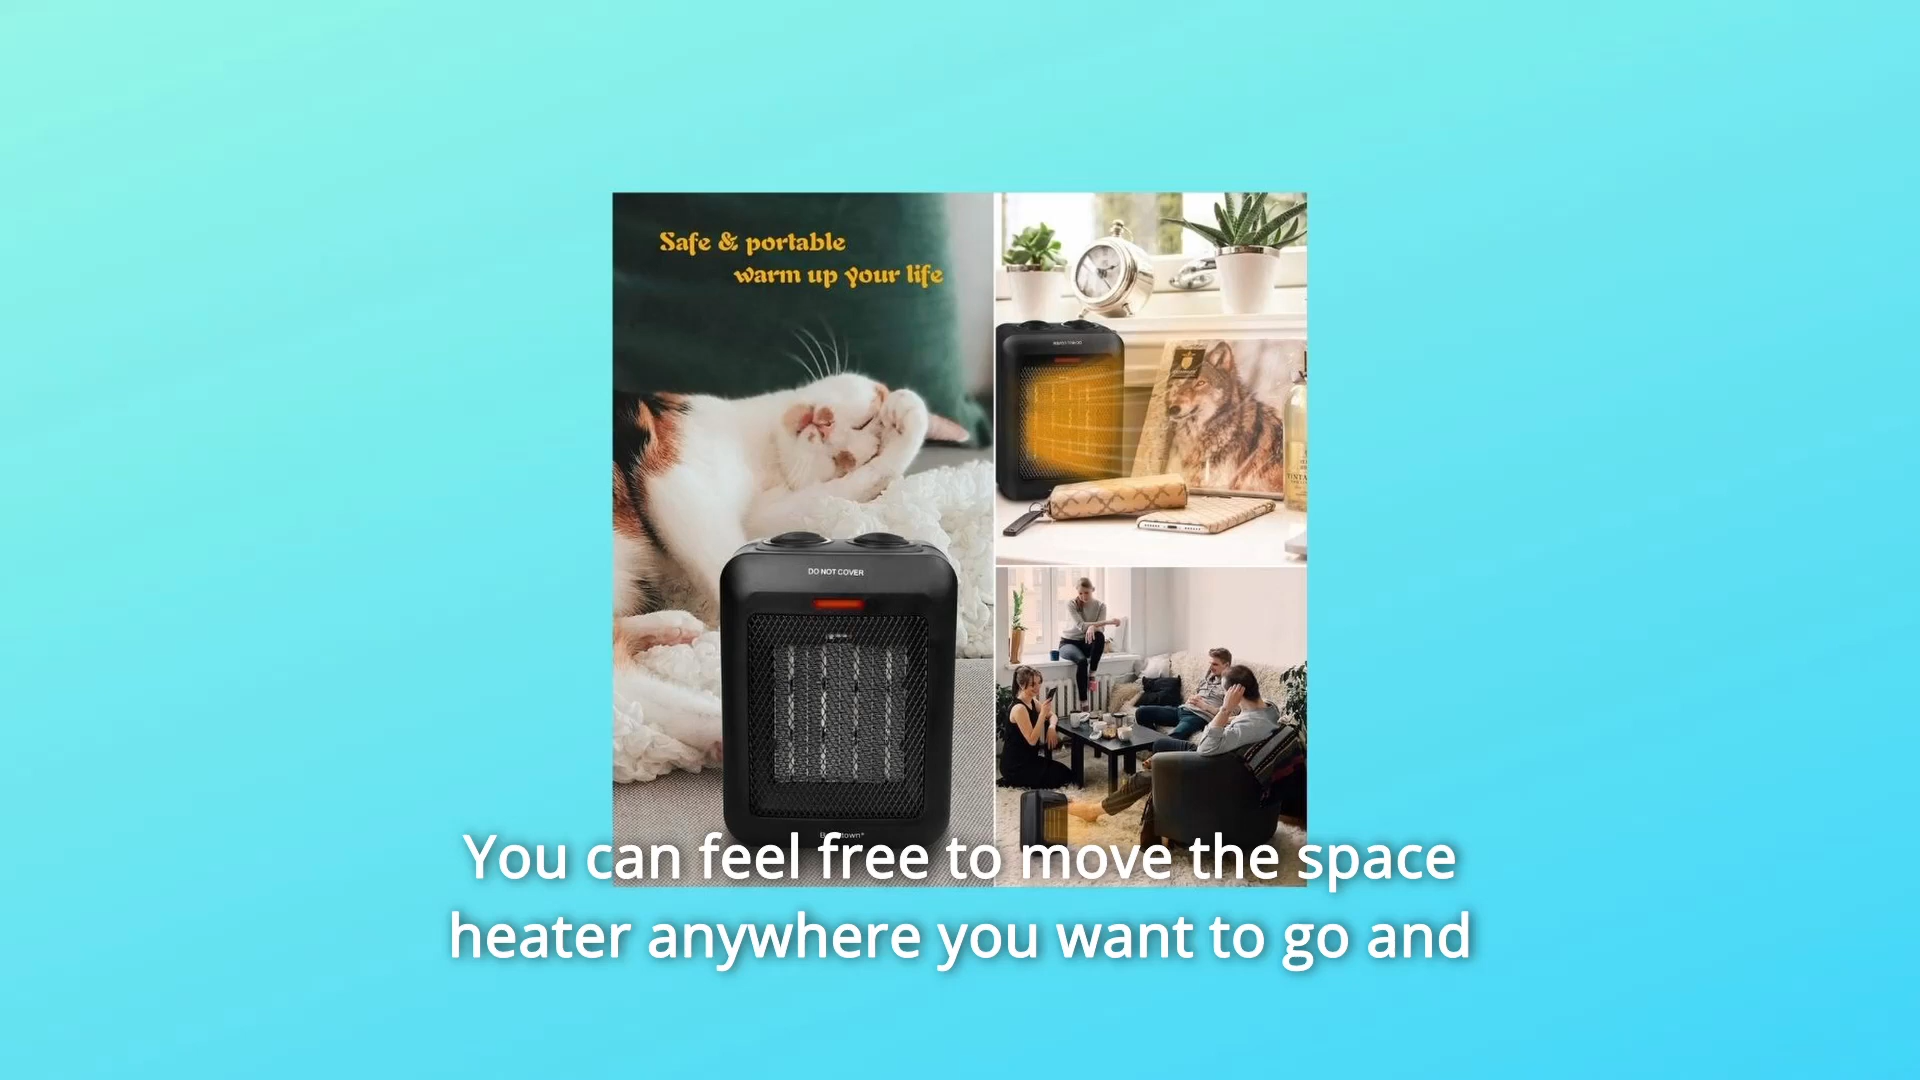 Safe & portable
warm up your life
DO NOT COVER
You can feel free to move the space
heater anywhere you want to go and